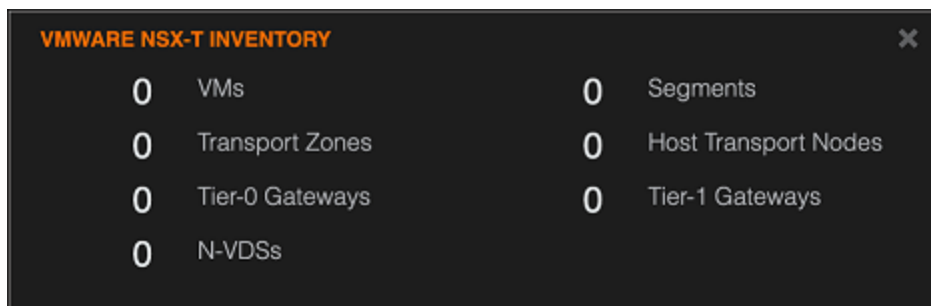 VMWARE NSX-T INVENTORY
0 VMs 0 Segments
0 Transport Zones 0 Host Transport Nodes
0 Tier-0 Gateways 0 Tier-1 Gateways
0 N-VDSs